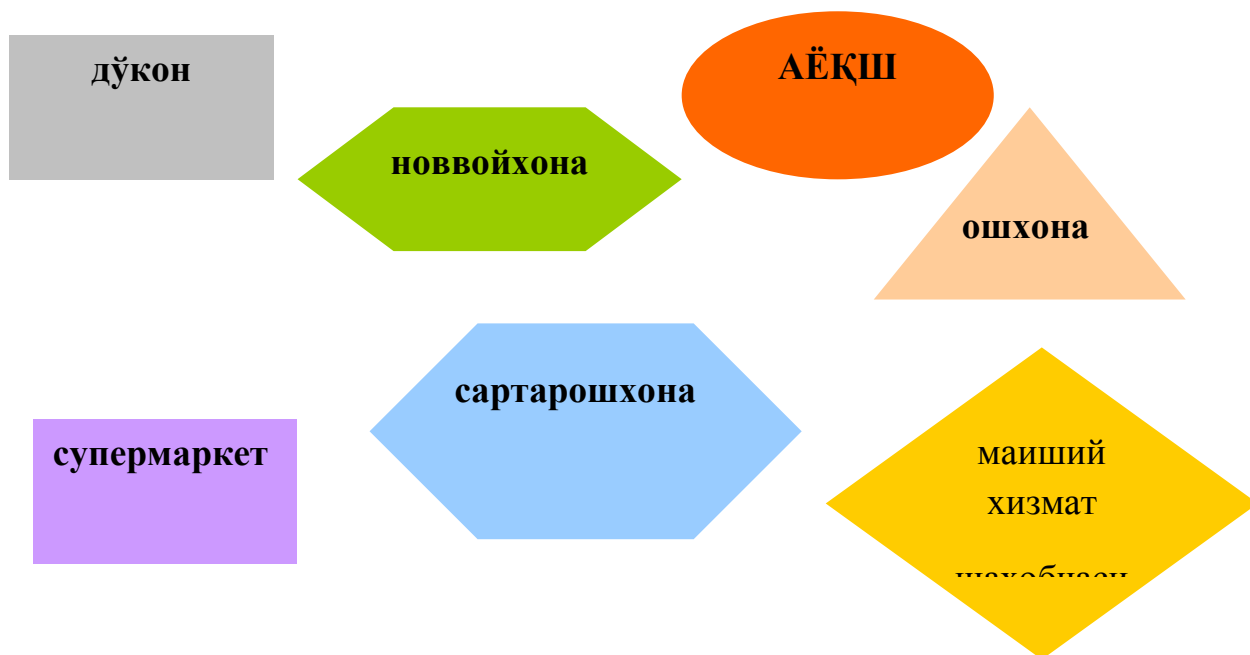 дўкон
АЁҚШ
новвойхона
ошхона
сартарошхона
супермаркет
маиший
хизмат